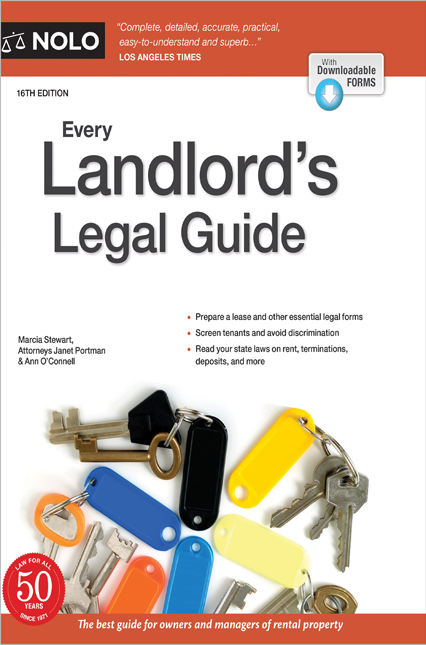 NOLO
“Complete, detailed, accurate, practical,
easy-to-understand and superb...”
LOS ANGELES TIMES
With
Downloadable
FORMS
16TH EDITION
Every
Landlord’s
Legal Guide
• Prepare a lease and other essential legal forms
• Screen tenants and avoid discrimination
• Read your state laws on rent, terminations,
deposits, and more
Marcia Stewart,
Attorneys Janet Portman
& Ann O’Connell
LAW FOR ALL
50
YEARS
SINCE 1971
The best guide for owners and managers of rental property